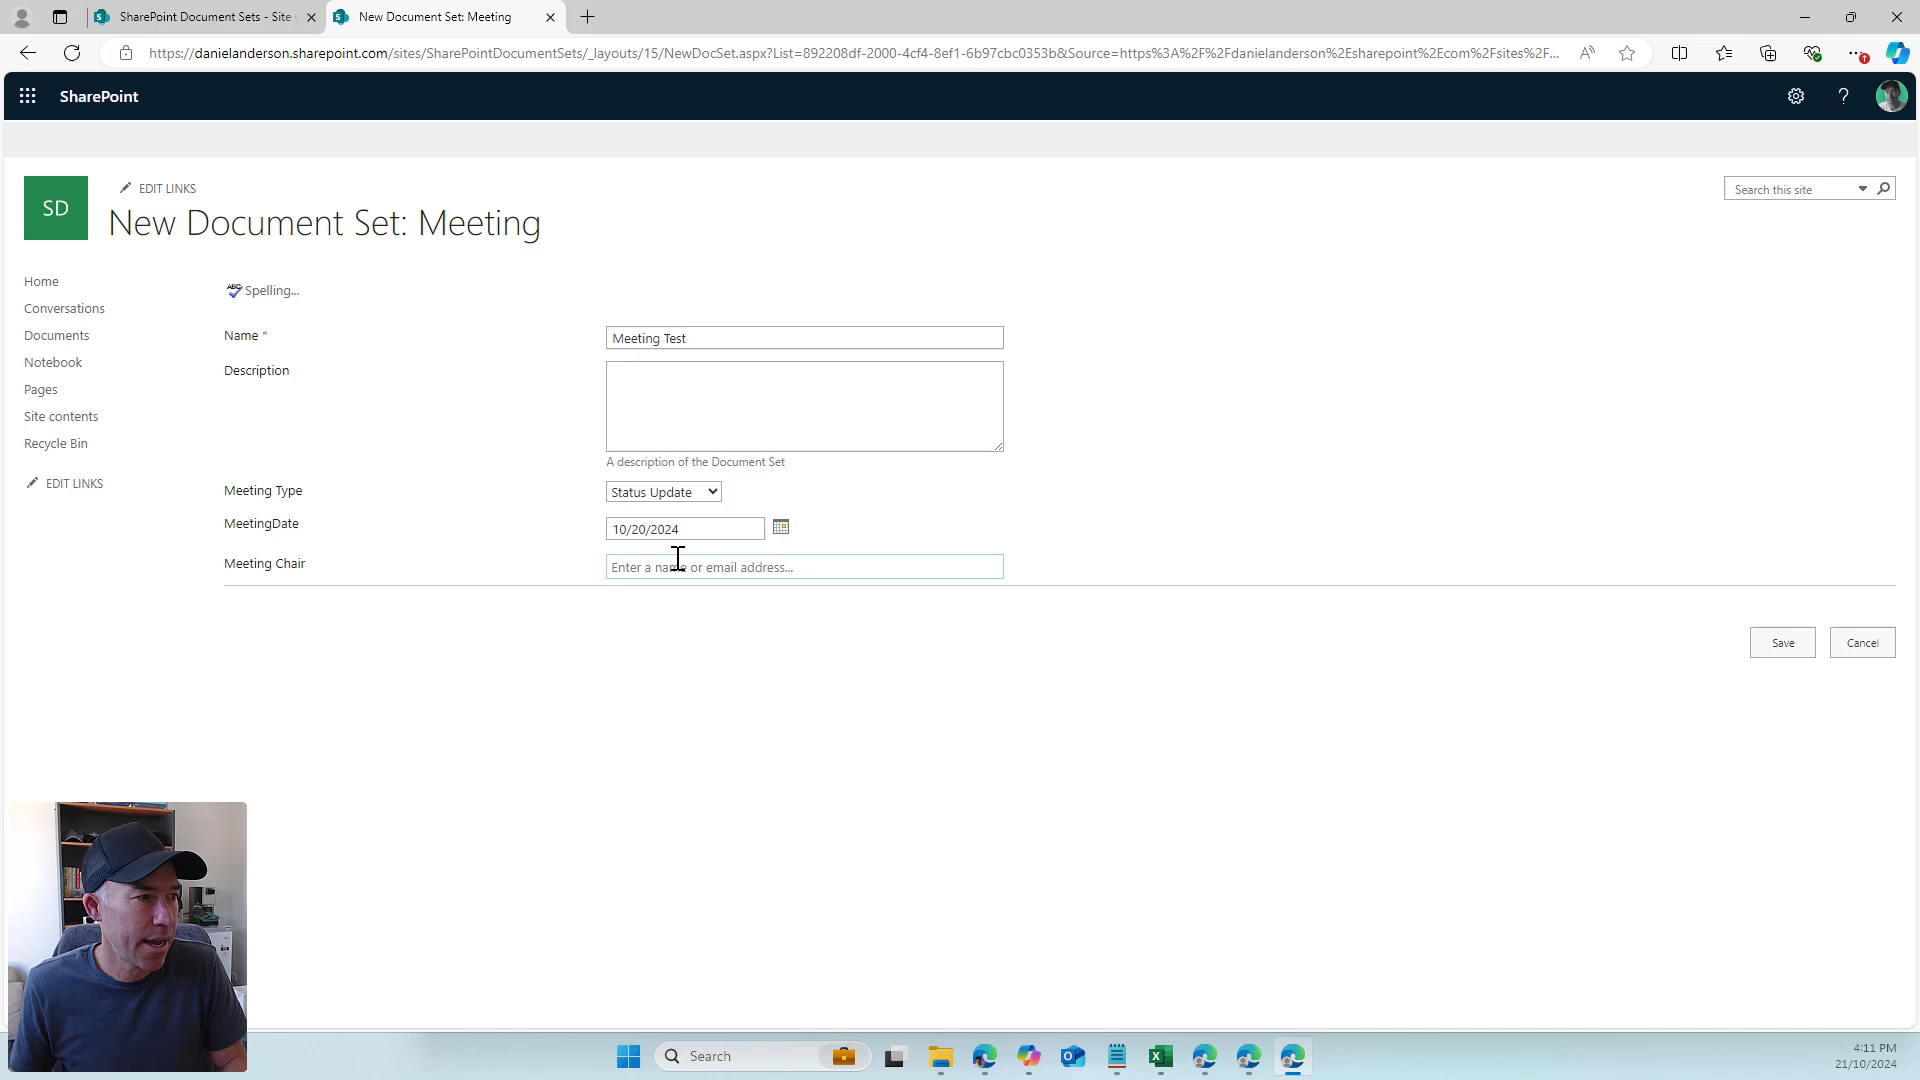 SharePoint Document Sets - Site
New Document Set: Meeting
https://danielanderson.sharepoint.com/sites/SharePointDocumentSets/_layouts/15/NewDocSet.aspx?List=892208df-2000-4cf4-8ef1-6b97cbc0353b&Source=https%3A%2F%2Fdanielanderson%2Esharepoint%2Ecom%2Fsites%2F...
SharePoint
SD
EDIT LINKS
New Document Set: Meeting
Search this site
Home
Conversations
Documents
Notebook
Pages
Site contents
Recycle Bin
EDIT LINKS
ABC Spelling...
Name *
Meeting Test
Description
A description of the Document Set
Meeting Type
Status Update
MeetingDate
10/20/2024
Meeting Chair
Enter a name or email address...
Save
Cancel
Search
4:11 PM
21/10/2024